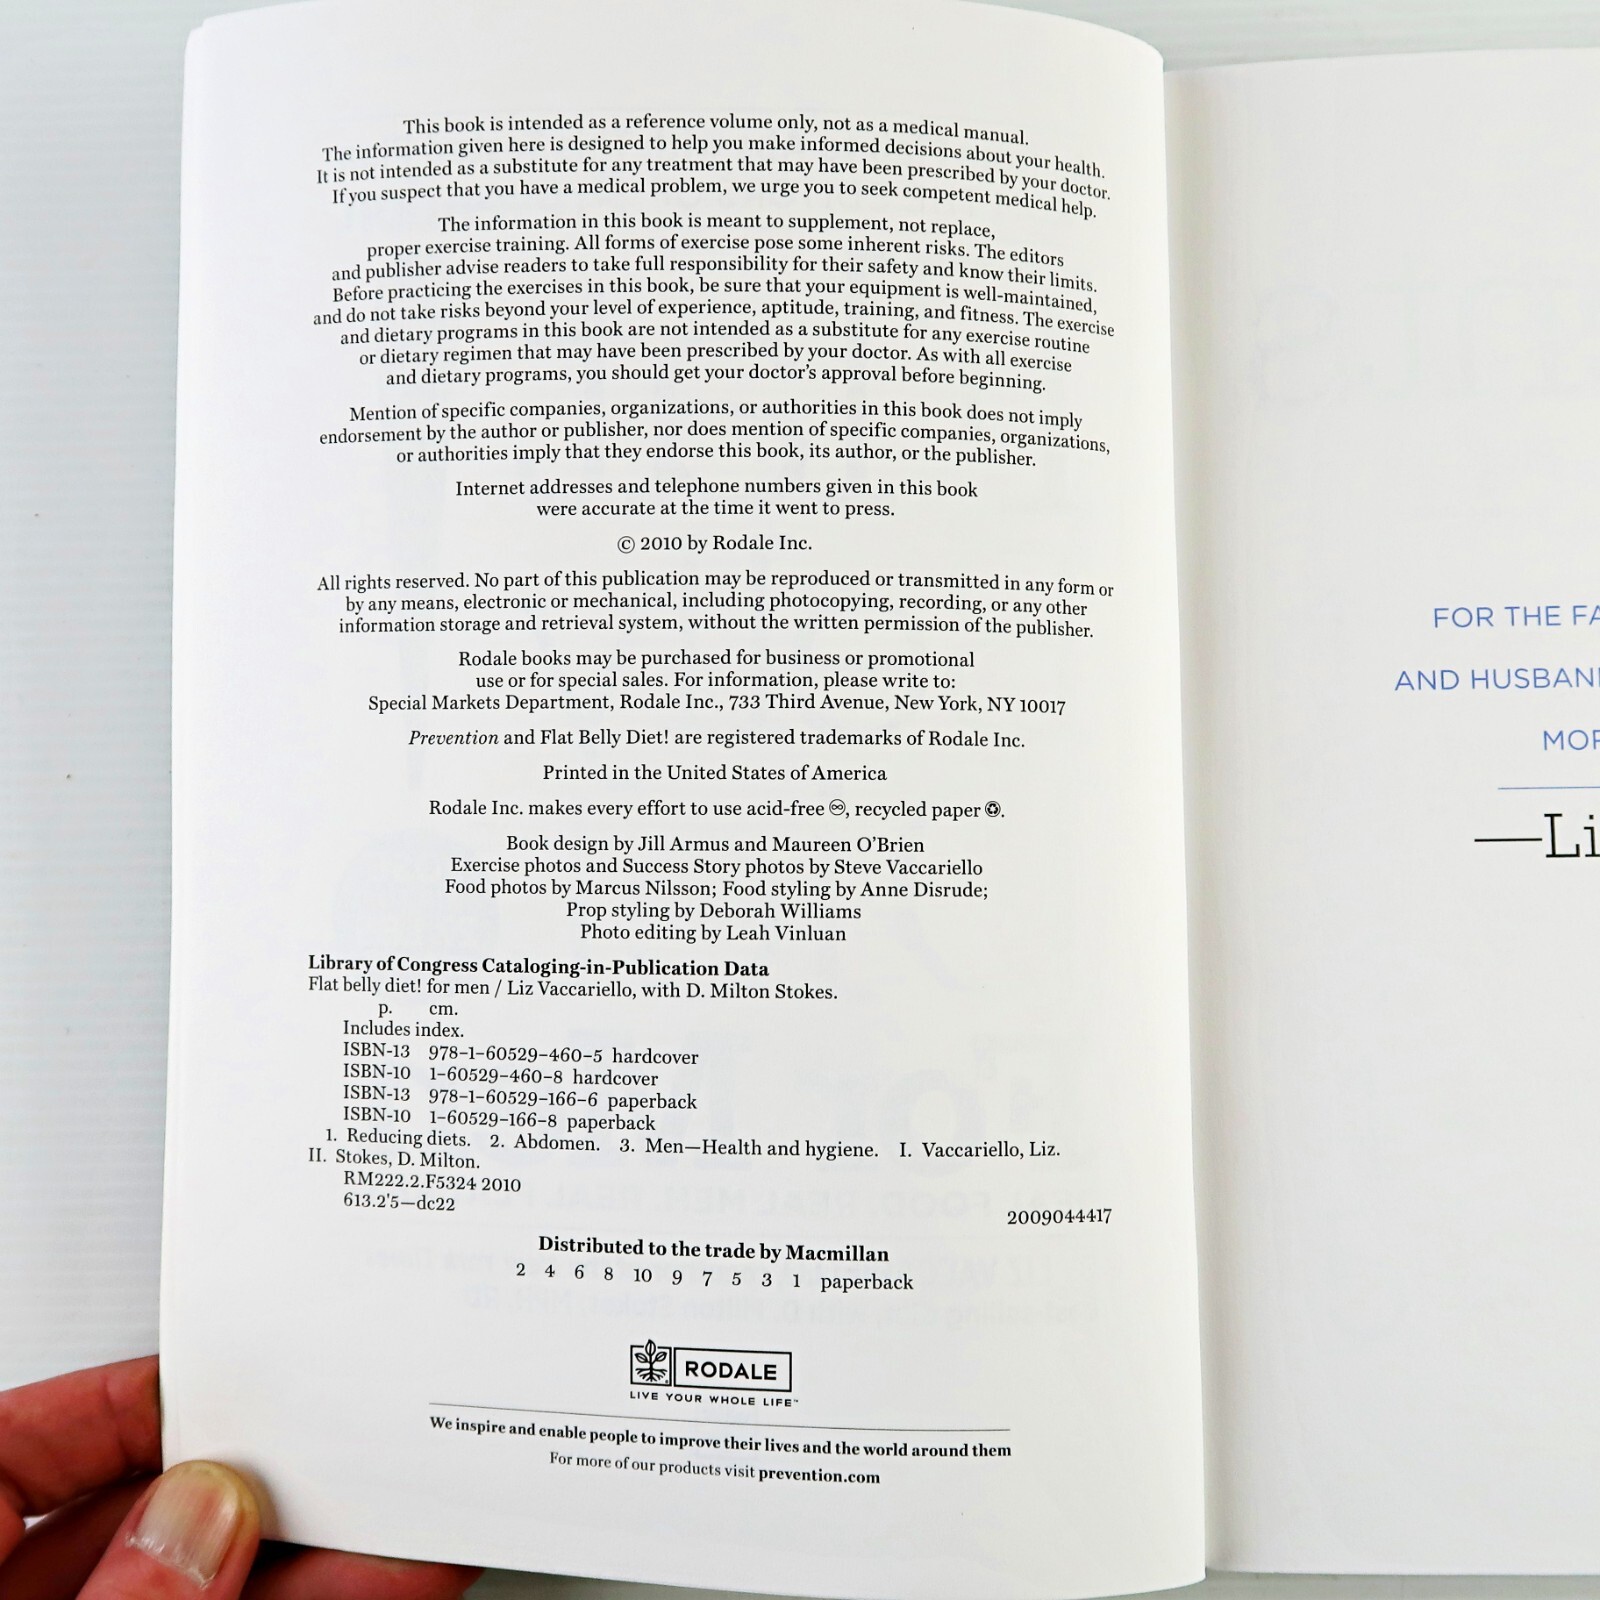 This book is intended as a reference volume only, not as a medical manual.
The information given here is designed to help you make informed decisions about your health.
It is not intended as a substitute for any treatment that may have been prescribed by your doctor.
If you suspect that you have a medical problem, we urge you to seek competent medical help.
The information in this book is meant to supplement, not replace,
proper exercise training. All forms of exercise pose some inherent risks. The editors
and publisher advise readers to take full responsibility for their safety and know their limits.
Before practicing the exercises in this book, be sure that your equipment is well-maintained,
and do not take risks beyond your level of experience, aptitude, training, and fitness. The exercise
and dietary programs in this book are not intended as a substitute for any exercise routine
or dietary regimen that may have been prescribed by your doctor. As with all exercise
and dietary programs, you should get your doctor's approval before beginning.
Mention of specific companies, organizations, or authorities in this book does not imply
endorsement by the author or publisher, nor does mention of specific companies, organizations,
or authorities imply that they endorse this book, its author, or the publisher.
Internet addresses and telephone numbers given in this book
were accurate at the time it went to press.
© 2010 by Rodale Inc.
All rights reserved. No part of this publication may be reproduced or transmitted in any form or
by any means, electronic or mechanical, including photocopying, recording, or any other
information storage and retrieval system, without the written permission of the publisher.
Rodale books may be purchased for business or promotional
use or for special sales. For information, please write to:
Special Markets Department, Rodale Inc., 733 Third Avenue, New York, NY 10017
Prevention and Flat Belly Diet! are registered trademarks of Rodale Inc.
Printed in the United States of America
Rodale Inc. makes every effort to use acid-free ♾, recycled paper ♻.
Book design by Jill Armus and Maureen O'Brien
Exercise photos and Success Story photos by Steve Vaccariello
Food photos by Marcus Nilsson; Food styling by Anne Disrude;
Prop styling by Deborah Williams
Photo editing by Leah Vinluan
Library of Congress Cataloging-in-Publication Data
Flat belly diet! for men / Liz Vaccariello, with D. Milton Stokes.
p. cm.
Includes index.
ISBN-13 978-1-60529-460-5 hardcover
ISBN-10 1-60529-460-8 hardcover
ISBN-13 978-1-60529-166-6 paperback
ISBN-10 1-60529-166-8 paperback
1. Reducing diets. 2. Abdomen. 3. Men—Health and hygiene. I. Vaccariello, Liz.
II. Stokes, D. Milton.
RM222.2.F5324 2010
613.2'5—dc22
2009044417
Distributed to the trade by Macmillan
2 4 6 8 10 9 7 5 3 1 paperback
RODALE
LIVE YOUR WHOLE LIFE™
We inspire and enable people to improve their lives and the world around them
For more of our products visit prevention.com
FOR THE FA
AND HUSBAN
MOR
—Li